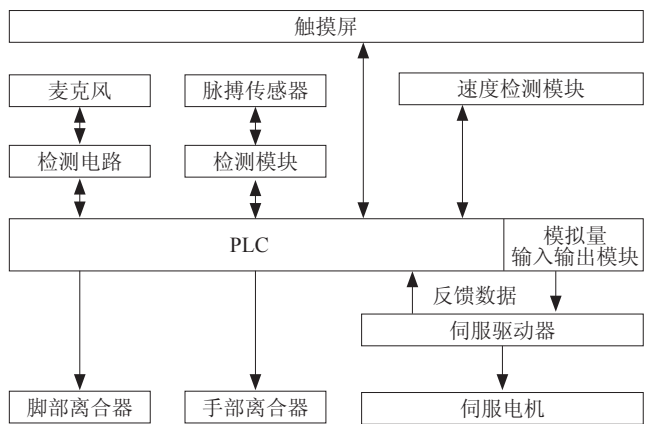 触摸屏
麦克风
脉搏传感器
速度检测模块
检测电路
检测模块
PLC
模拟量
输入输出模块
反馈数据
伺服驱动器
脚部离合器
手部离合器
伺服电机